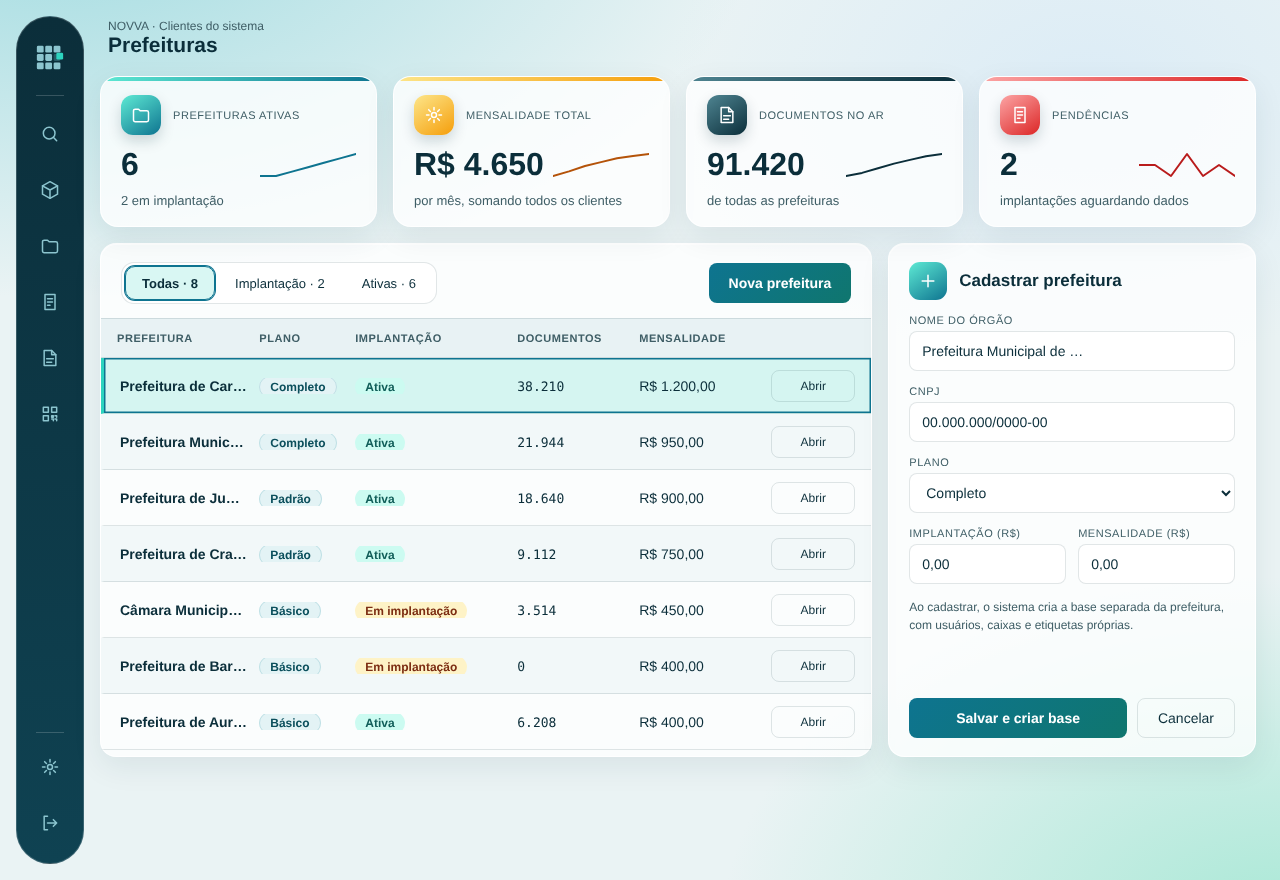 NOVVA · Clientes do sistema
Prefeituras
PREFEITURAS ATIVAS
6
2 em implantação
MENSALIDADE TOTAL
R$ 4.650
por mês, somando todos os clientes
DOCUMENTOS NO AR
91.420
de todas as prefeituras
PENDÊNCIAS
2
implantações aguardando dados
Todas · 8
Implantação · 2
Ativas · 6
Nova prefeitura
PREFEITURA PLANO IMPLANTAÇÃO DOCUMENTOS MENSALIDADE
Prefeitura de Car… Completo Ativa 38.210 R$ 1.200,00 Abrir
Prefeitura Munic… Completo Ativa 21.944 R$ 950,00 Abrir
Prefeitura de Ju… Padrão Ativa 18.640 R$ 900,00 Abrir
Prefeitura de Cra… Padrão Ativa 9.112 R$ 750,00 Abrir
Câmara Municip… Básico Em implantação 3.514 R$ 450,00 Abrir
Prefeitura de Bar… Básico Em implantação 0 R$ 400,00 Abrir
Prefeitura de Aur… Básico Ativa 6.208 R$ 400,00 Abrir
Cadastrar prefeitura
NOME DO ÓRGÃO
Prefeitura Municipal de …
CNPJ
00.000.000/0000-00
PLANO
Completo
IMPLANTAÇÃO (R$) MENSALIDADE (R$)
0,00 0,00
Ao cadastrar, o sistema cria a base separada da prefeitura,
com usuários, caixas e etiquetas próprias.
Salvar e criar base
Cancelar